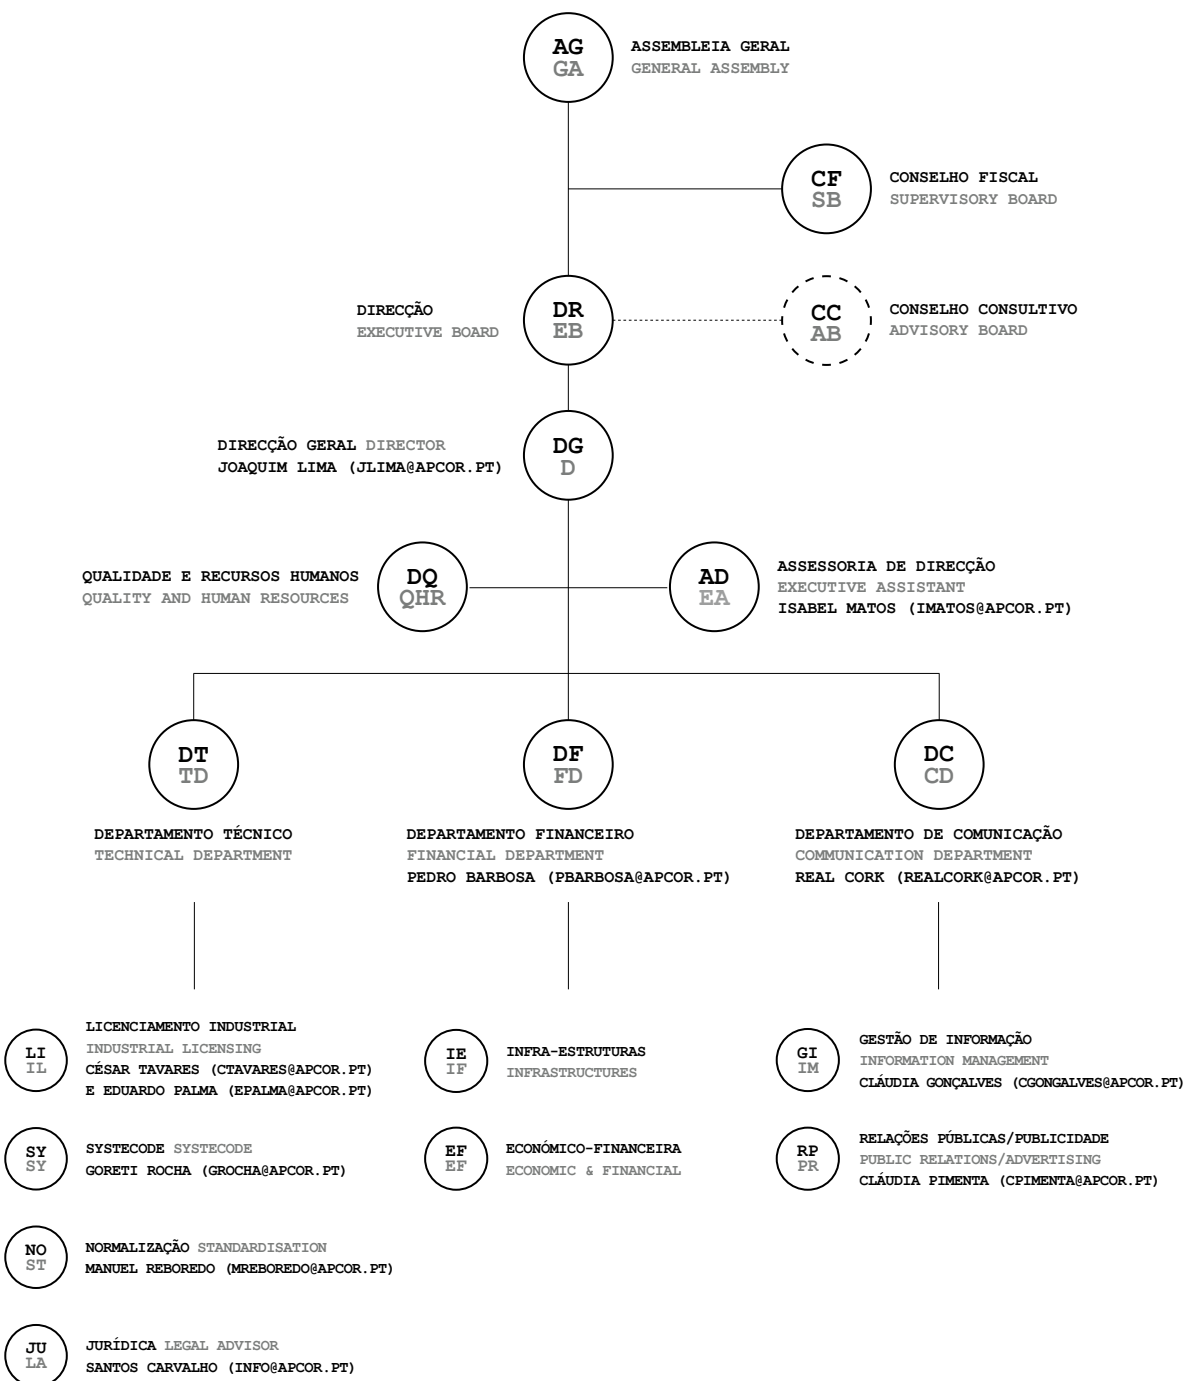 AG
GA
ASSEMBLEIA GERAL
GENERAL ASSEMBLY
CF
SB
CONSELHO FISCAL
SUPERVISORY BOARD
DIRECÇÃO
EXECUTIVE BOARD
DR
EB
CC
AB
CONSELHO CONSULTIVO
ADVISORY BOARD
DIRECÇÃO GERAL DIRECTOR
JOAQUIM LIMA (JLIMA@APCOR.PT)
DG
D
QUALIDADE E RECURSOS HUMANOS
QUALITY AND HUMAN RESOURCES
DQ
QHR
AD
EA
ASSESSORIA DE DIRECÇÃO
EXECUTIVE ASSISTANT
ISABEL MATOS (IMATOS@APCOR.PT)
DT
TD
DEPARTAMENTO TÉCNICO
TECHNICAL DEPARTMENT
DF
FD
DEPARTAMENTO FINANCEIRO
FINANCIAL DEPARTMENT
PEDRO BARBOSA (PBARBOSA@APCOR.PT)
DC
CD
DEPARTAMENTO DE COMUNICAÇÃO
COMMUNICATION DEPARTMENT
REAL CORK (REALCORK@APCOR.PT)
LI
IL
LICENCIAMENTO INDUSTRIAL
INDUSTRIAL LICENSING
CÉSAR TAVARES (CTAVARES@APCOR.PT)
E EDUARDO PALMA (EPALMA@APCOR.PT)
SY
SY
SYSTECODE SYSTECODE
GORETI ROCHA (GROCHA@APCOR.PT)
NO
ST
NORMALIZAÇÃO STANDARDISATION
MANUEL REBOREDO (MREBOREDO@APCOR.PT)
JU
LA
JURÍDICA LEGAL ADVISOR
SANTOS CARVALHO (INFO@APCOR.PT)
IE
IF
INFRA-ESTRUTURAS
INFRASTRUCTURES
EF
EF
ECONÓMICO-FINANCEIRA
ECONOMIC & FINANCIAL
GI
IM
GESTÃO DE INFORMAÇÃO
INFORMATION MANAGEMENT
CLÁUDIA GONÇALVES (CGONGALVES@APCOR.PT)
RP
PR
RELAÇÕES PÚBLICAS/PUBLICIDADE
PUBLIC RELATIONS/ADVERTISING
CLÁUDIA PIMENTA (CPIMENTA@APCOR.PT)